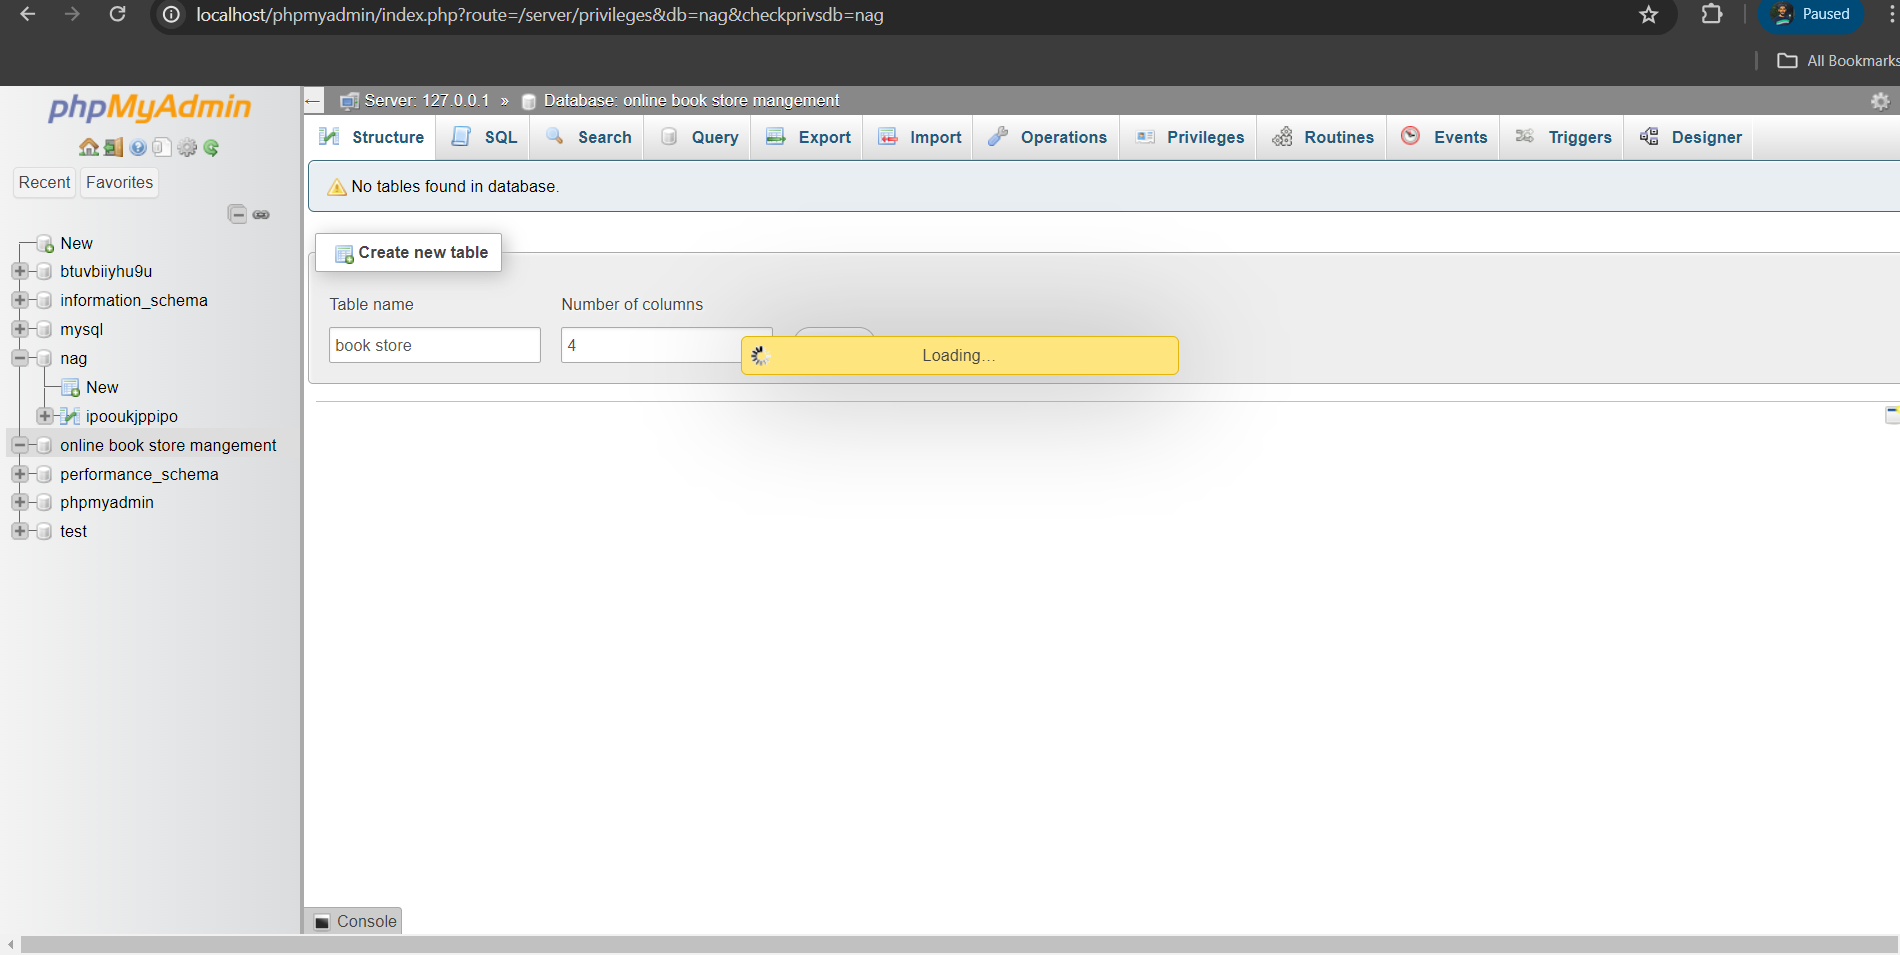 localhost/phpmyadmin/index.php?route=/server/privileges&db=nag&checkprivsdb=nag
Paused
All Bookmarks
phpMyAdmin
Recent
Favorites
New
btuvbiiyhu9u
information_schema
mysql
nag
New
ipooukjppipo
online book store mangement
performance_schema
phpmyadmin
test
Server: 127.0.0.1 » Database: online book store mangement
Structure SQL Search Query Export Import Operations Privileges Routines Events Triggers Designer
No tables found in database.
Create new table
Table name Number of columns
book store 4
Loading...
Console